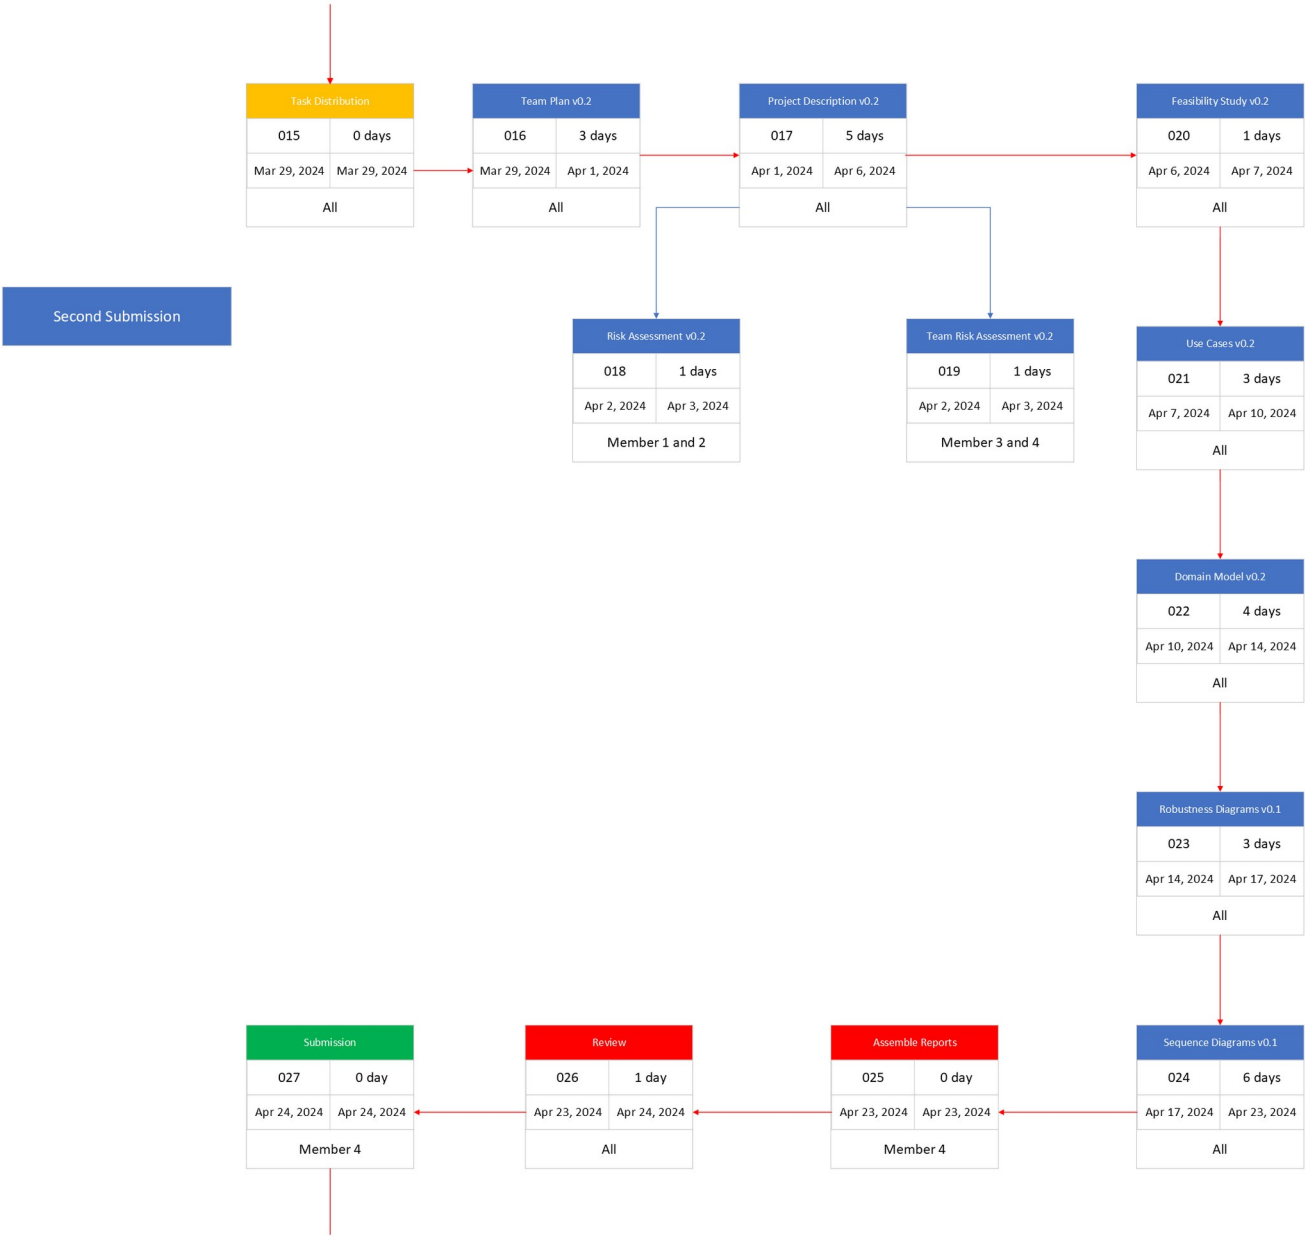 Task Distribution
015 0 days
Mar 29, 2024 Mar 29, 2024
All
Team Plan v0.2
016 3 days
Mar 29, 2024 Apr 1, 2024
All
Project Description v0.2
017 5 days
Apr 1, 2024 Apr 6, 2024
All
Feasibility Study v0.2
020 1 days
Apr 6, 2024 Apr 7, 2024
All
Second Submission
Risk Assessment v0.2
018 1 days
Apr 2, 2024 Apr 3, 2024
Member 1 and 2
Team Risk Assessment v0.2
019 1 days
Apr 2, 2024 Apr 3, 2024
Member 3 and 4
Use Cases v0.2
021 3 days
Apr 7, 2024 Apr 10, 2024
All
Domain Model v0.2
022 4 days
Apr 10, 2024 Apr 14, 2024
All
Robustness Diagrams v0.1
023 3 days
Apr 14, 2024 Apr 17, 2024
All
Sequence Diagrams v0.1
024 6 days
Apr 17, 2024 Apr 23, 2024
All
Assemble Reports
025 0 day
Apr 23, 2024 Apr 23, 2024
Member 4
Review
026 1 day
Apr 23, 2024 Apr 24, 2024
All
Submission
027 0 day
Apr 24, 2024 Apr 24, 2024
Member 4